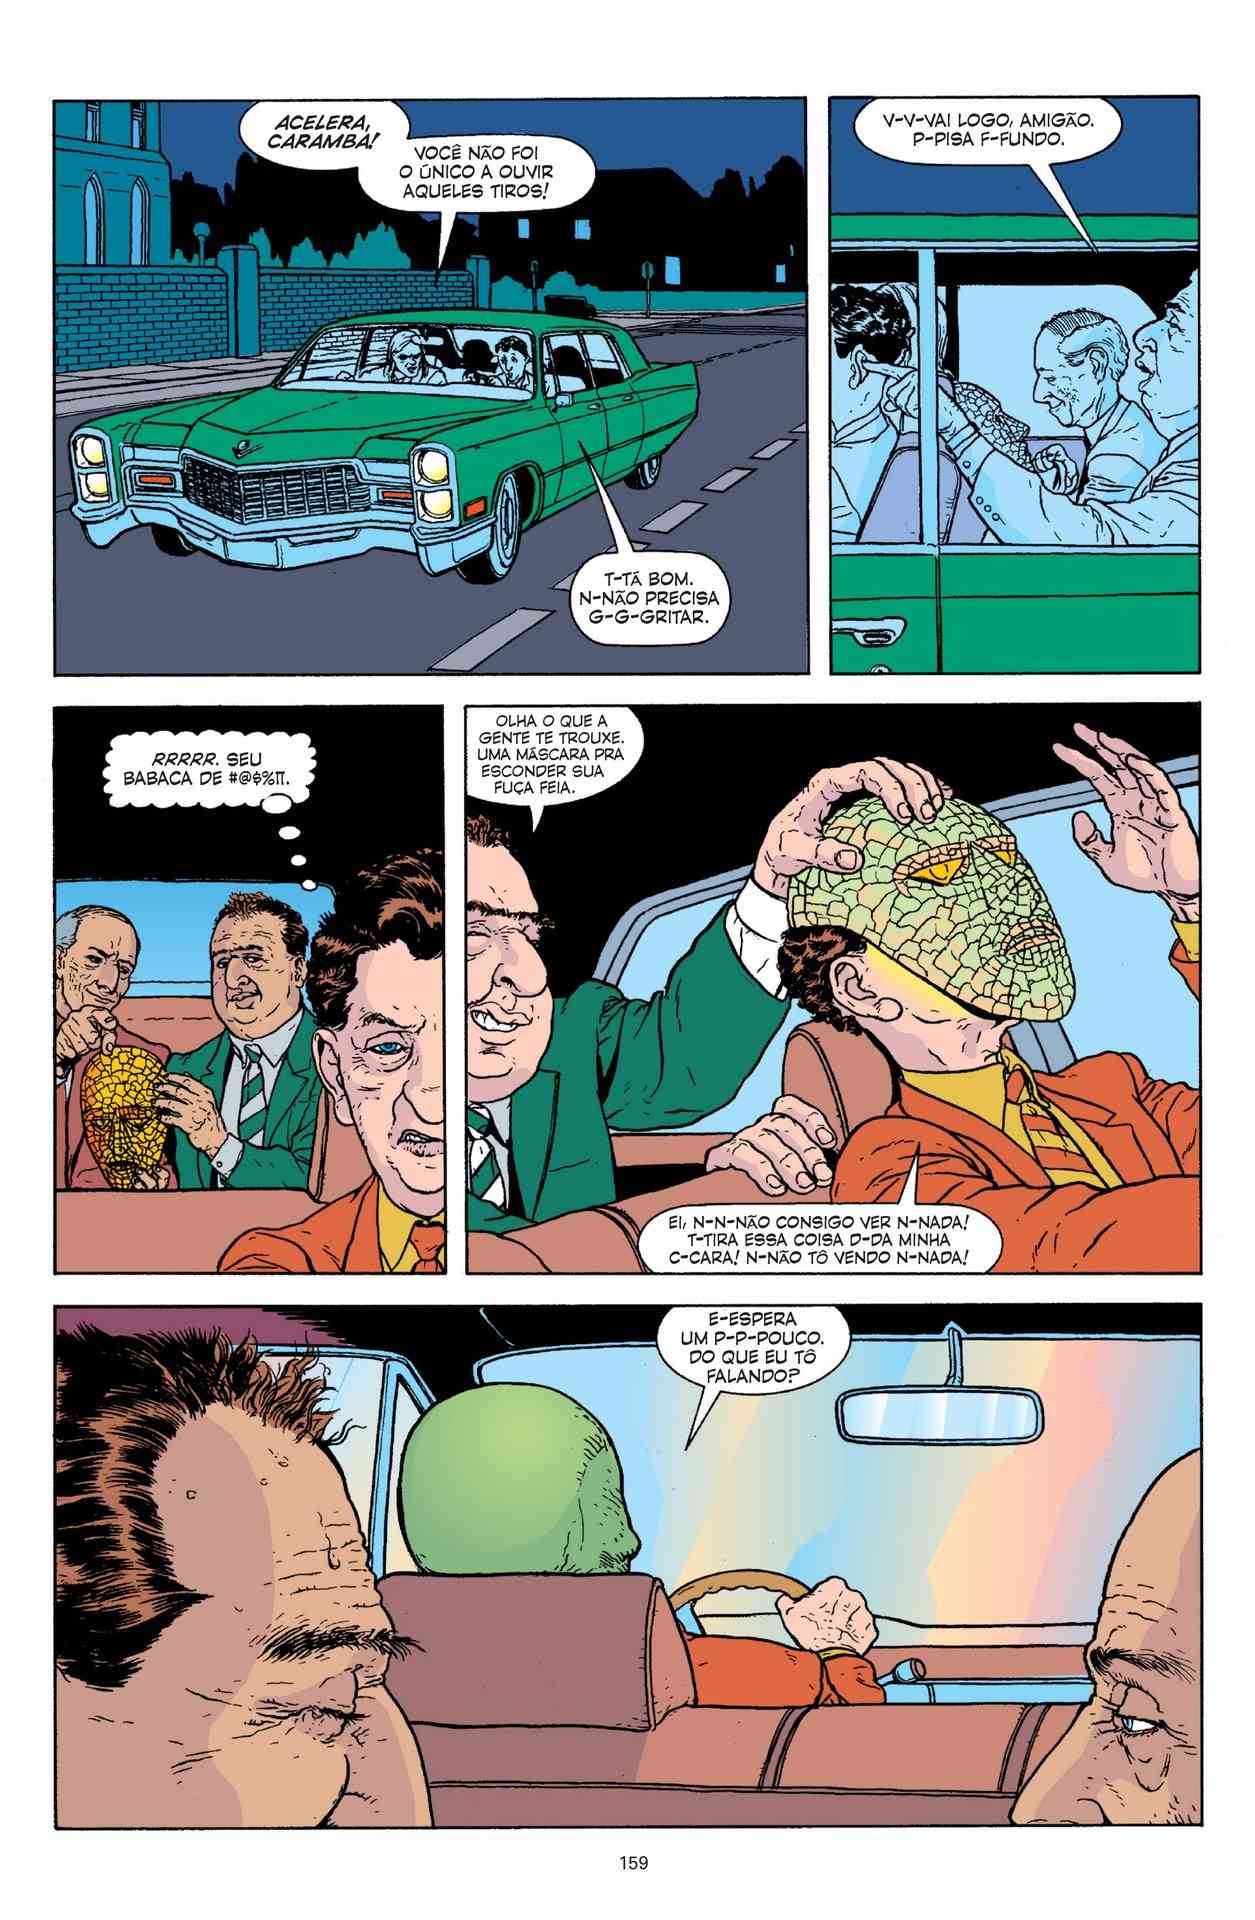 ACELERA,
CARAMBA!
VOCÊ NÃO FOI
O ÚNICO A OUVIR
AQUELES TIROS!
T-TÁ BOM.
N-NÃO PRECISA
G-G-GRITAR.
V-V-VAI LOGO, AMIGÃO.
P-PISA F-FUNDO.
RRRRR. SEU
BABACA DE #@$%π.
OLHA O QUE A
GENTE TE TROUXE.
UMA MÁSCARA PRA
ESCONDER SUA
FUÇA FEIA.
EI, N-N-NÃO CONSIGO VER N-NADA!
T-TIRA ESSA COISA D-DA MINHA
C-CARA! N-NÃO TÔ VENDO N-NADA!
E-ESPERA
UM P-P-POUCO.
DO QUE EU TÔ
FALANDO?
159